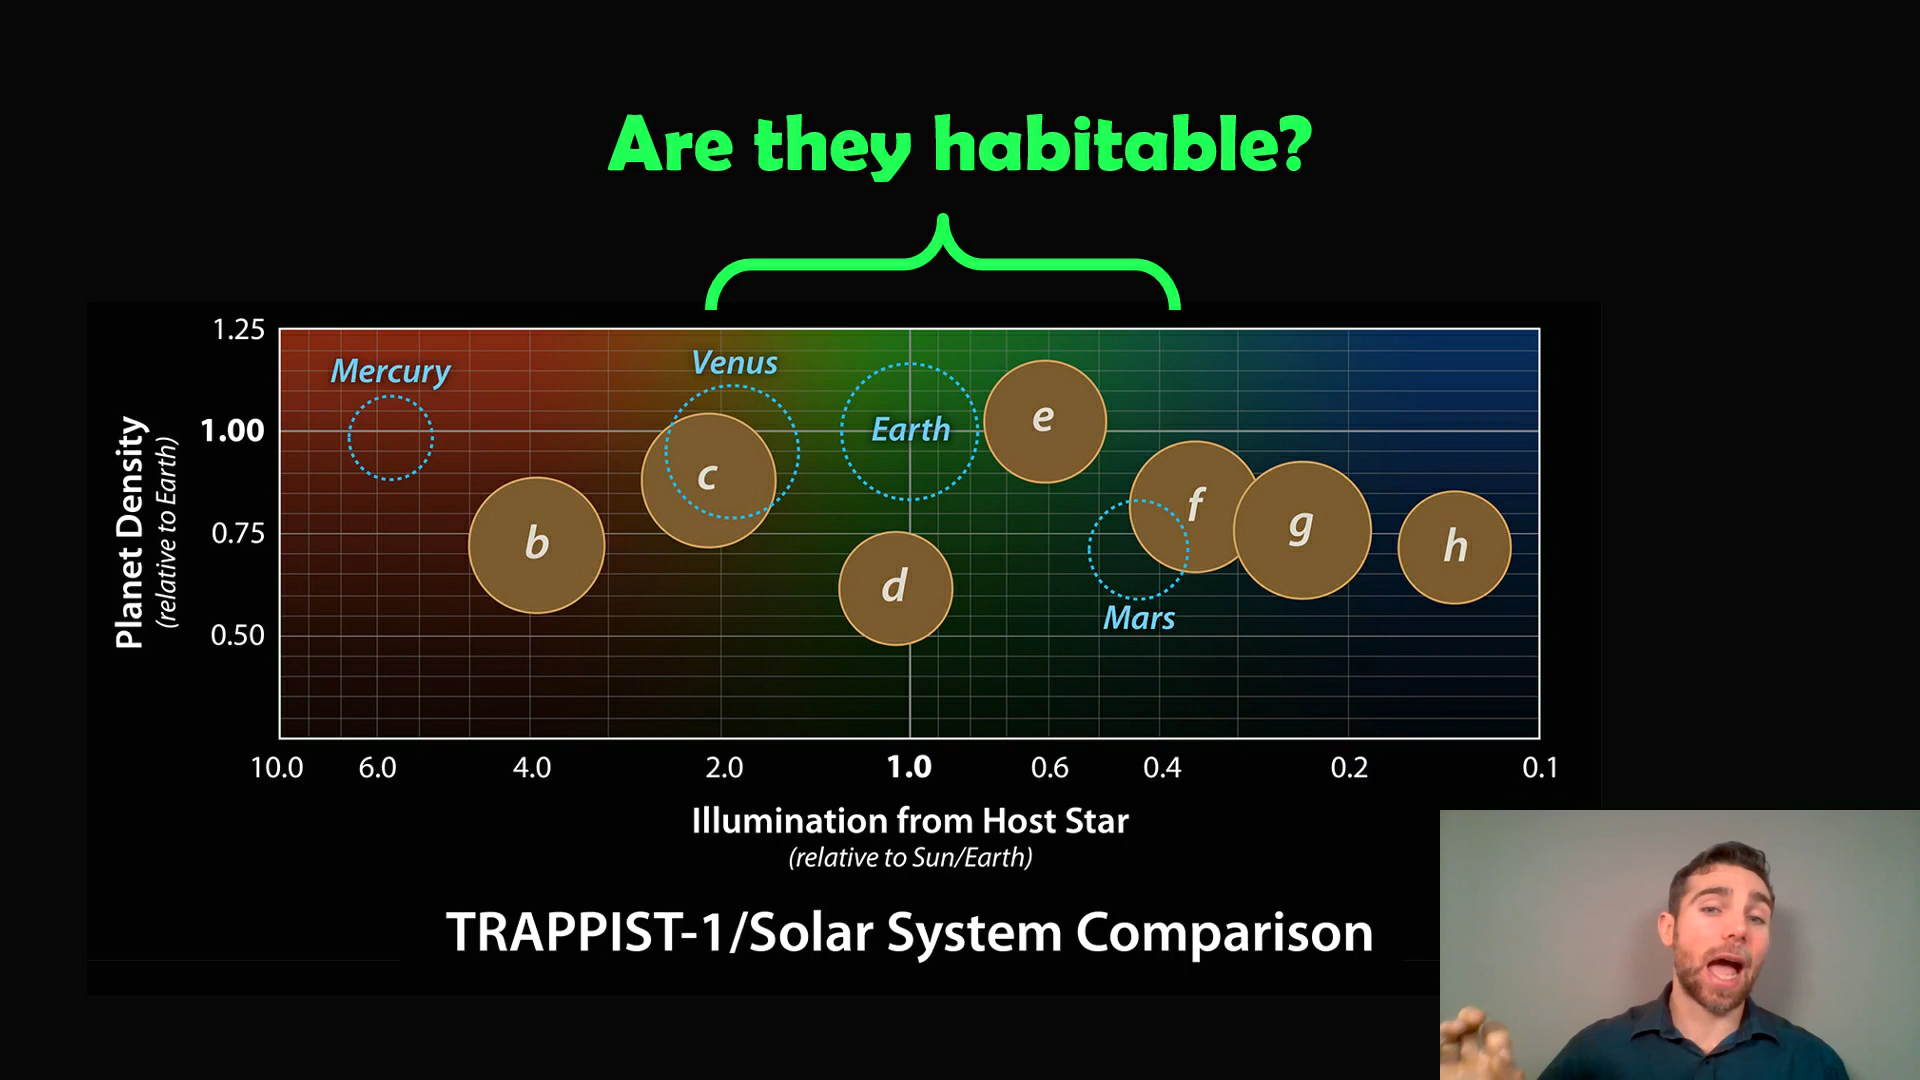 Are they habitable?
1.25
1.00
0.75
0.50
Planet Density
(relative to Earth)
Mercury
Venus
Earth
Mars
b
c
d
e
f
g
h
10.0 6.0 4.0 2.0 1.0 0.6 0.4 0.2 0.1
Illumination from Host Star
(relative to Sun/Earth)
TRAPPIST-1/Solar System Comparison